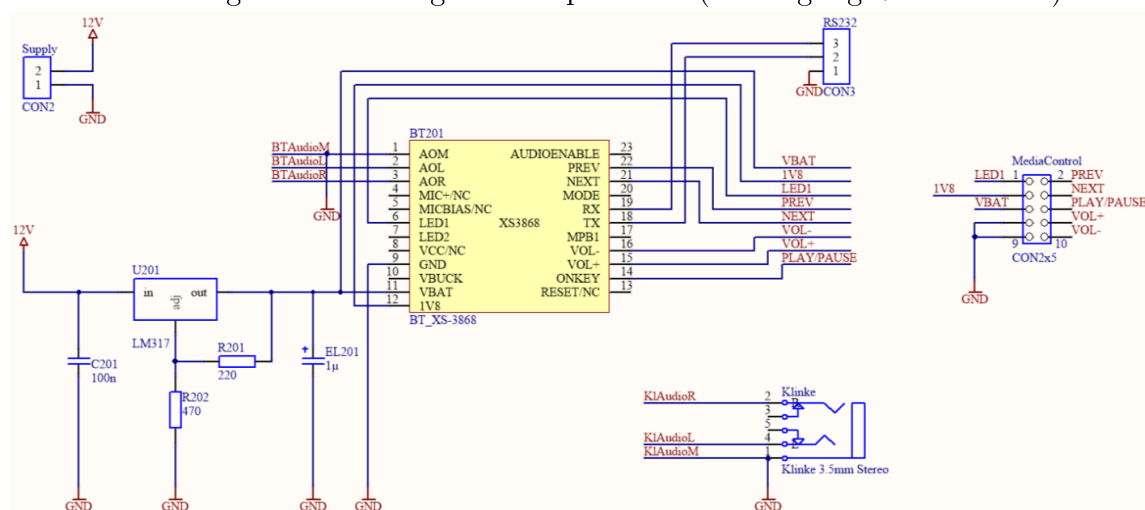 12V
Supply
2
1
CON2
GND
RS232
3
2
1
GND
CON3
BT201
BTAudioM
BTAudioL
BTAudioR
GND
1 AOM
2 AOL
3 AOR
4 MIC+/NC
5 MICBIAS/NC
6 LED1
7 LED2
8 VCC/NC
9 GND
10 VBUCK
11 VBAT
12 1V8
XS3868
AUDIOENABLE 23
PREV 22
NEXT 21
MODE 20
RX 19
TX 18
MPB1 17
VOL- 16
VOL+ 15
ONKEY 14
RESET/NC 13
BT_XS-3868
VBAT
1V8
LED1
PREV
NEXT
VOL-
VOL+
PLAY/PAUSE
MediaControl
LED1 1 2 PREV
1V8 NEXT
VBAT PLAY/PAUSE
VOL+
9 10 VOL-
CON2x5
GND
12V
U201
in out
adj
LM317
C201
100n
R201
220
R202
470
EL201
1µ
GND
GND
GND
GND
Klinke
KlAudioR 2
3
5
KlAudioL 4
KlAudioM 1
Klinke 3.5mm Stereo
GND